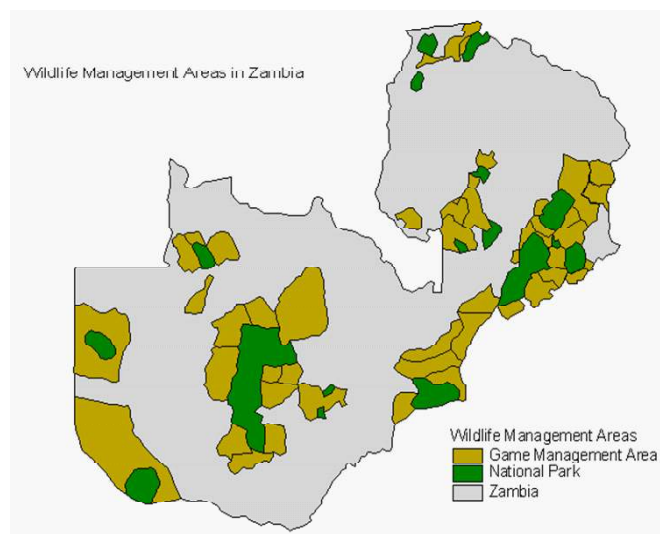 Wildlife Management Areas in Zambia
Wildlife Management Areas
Game Management Area
National Park
Zambia